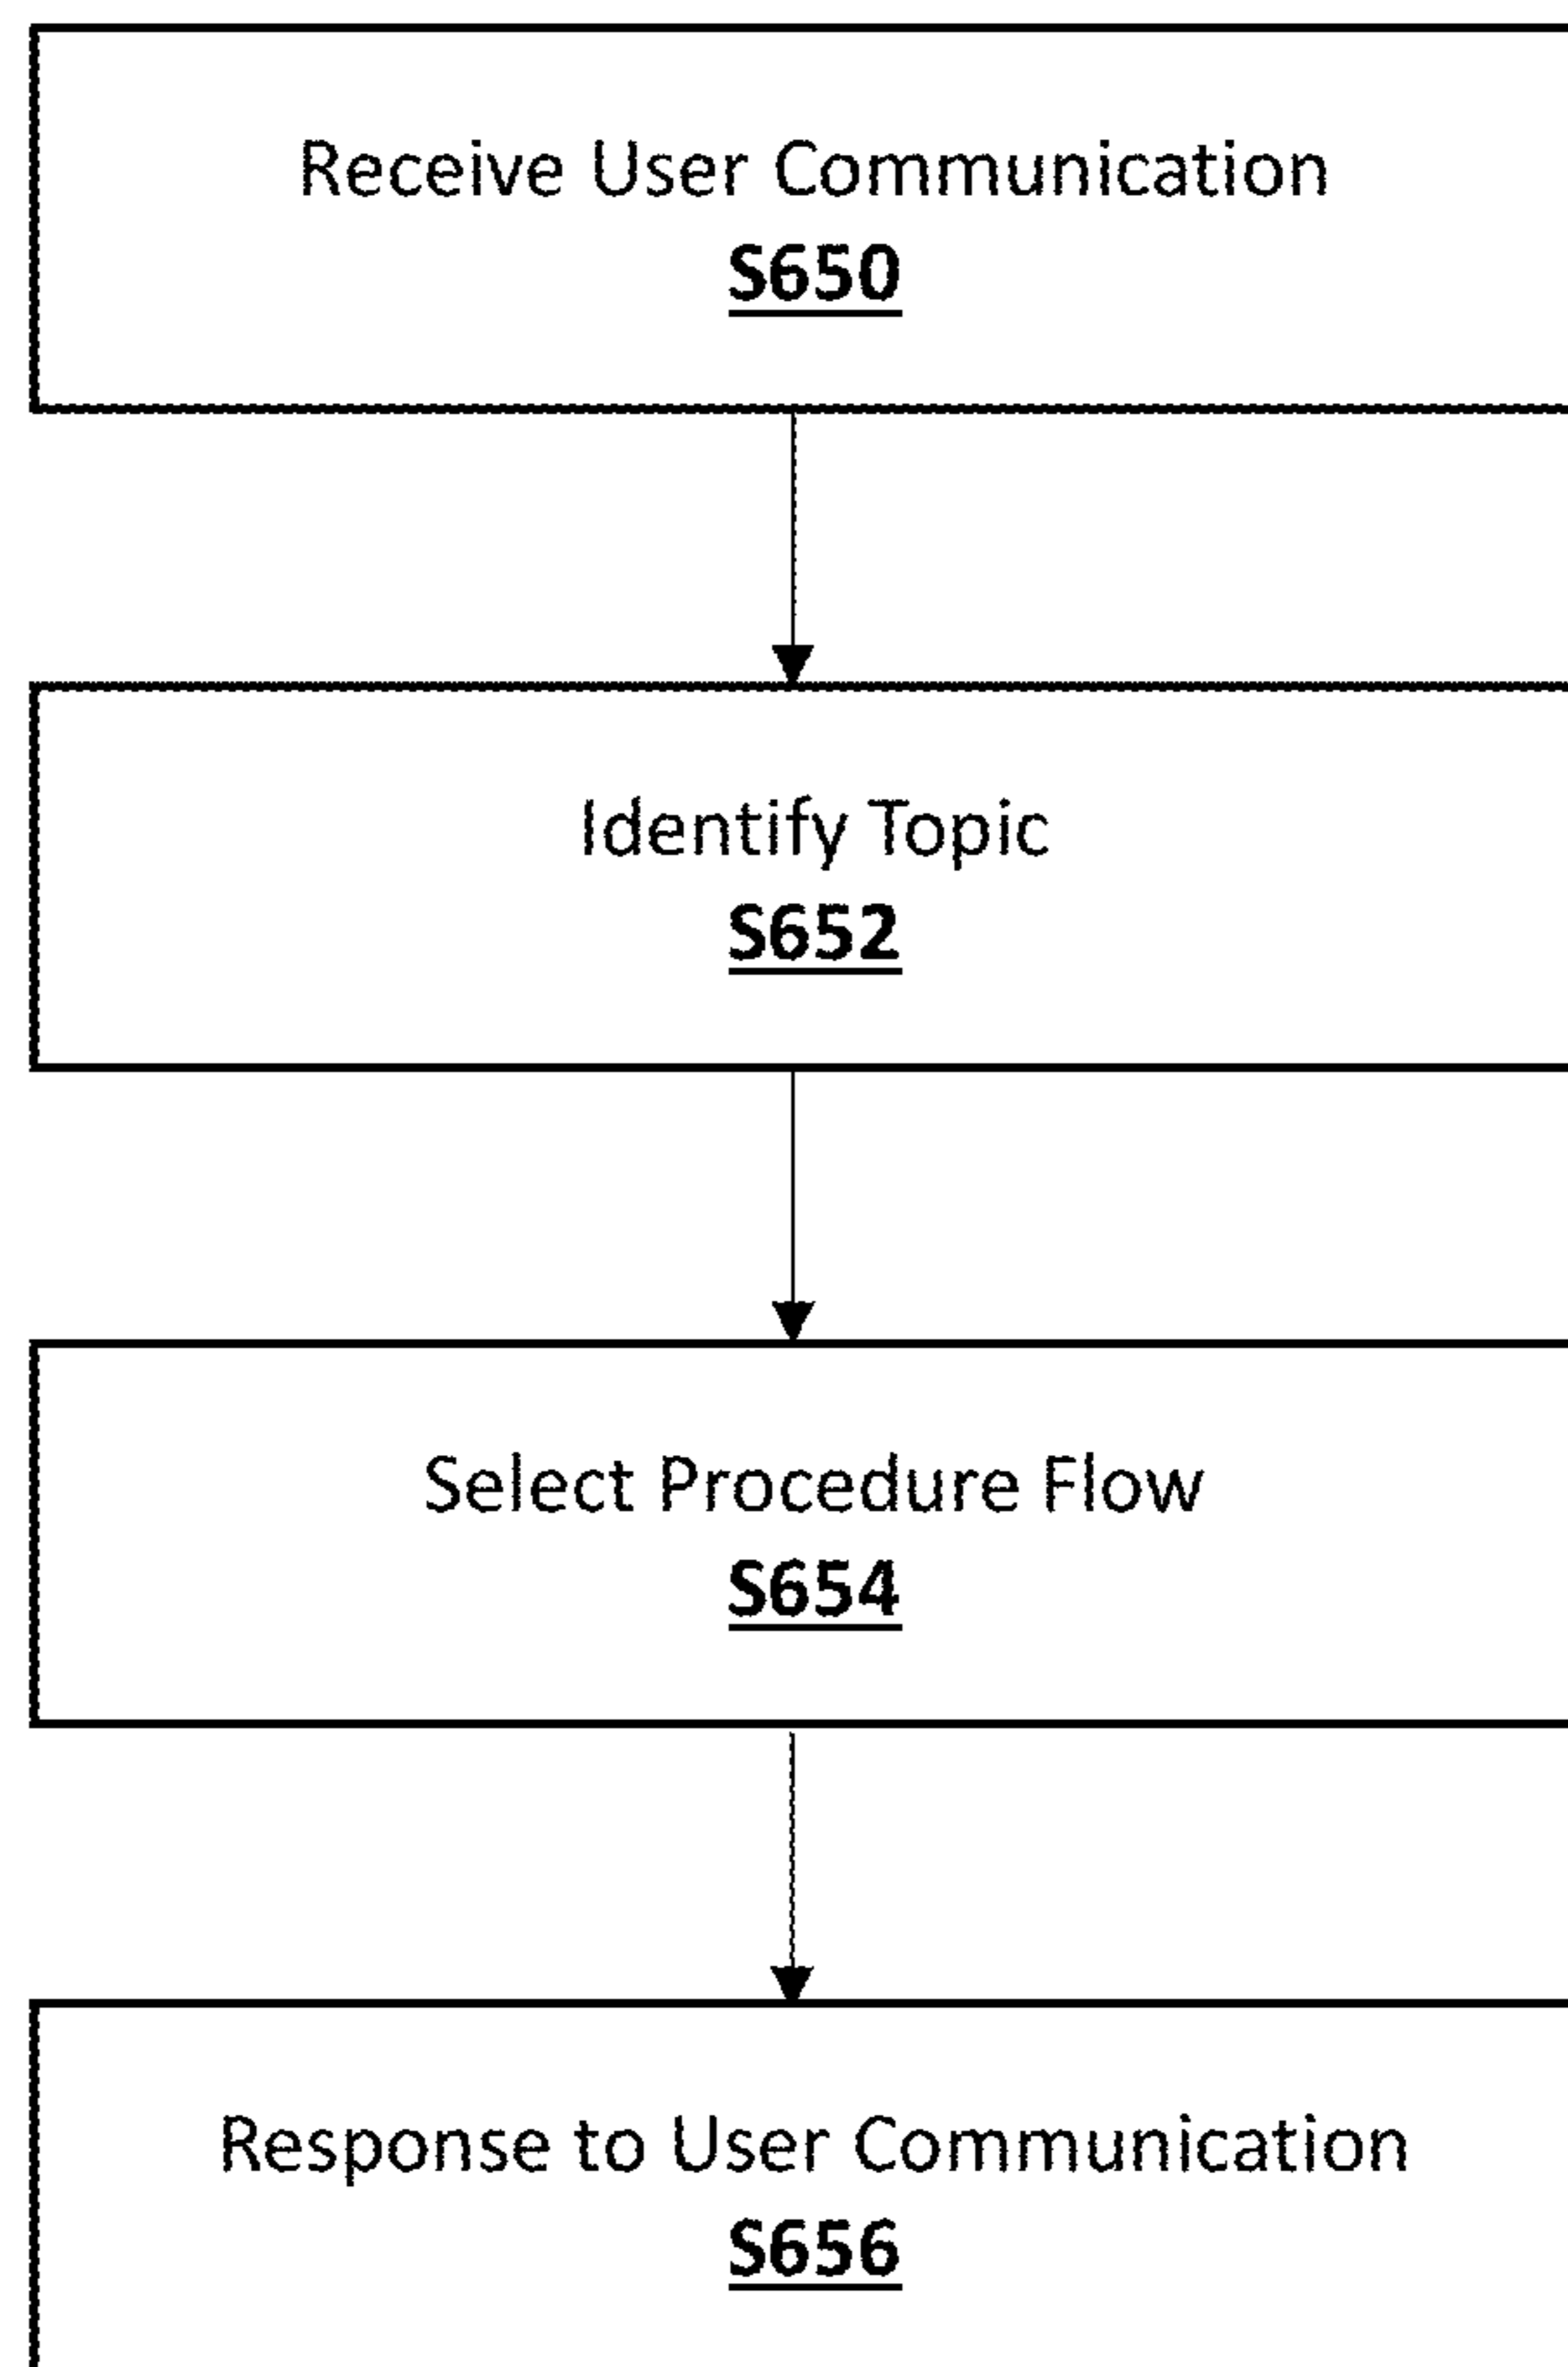 Receive User Communication
S650
Identify Topic
S652
Select Procedure Flow
S654
Response to User Communication
S656